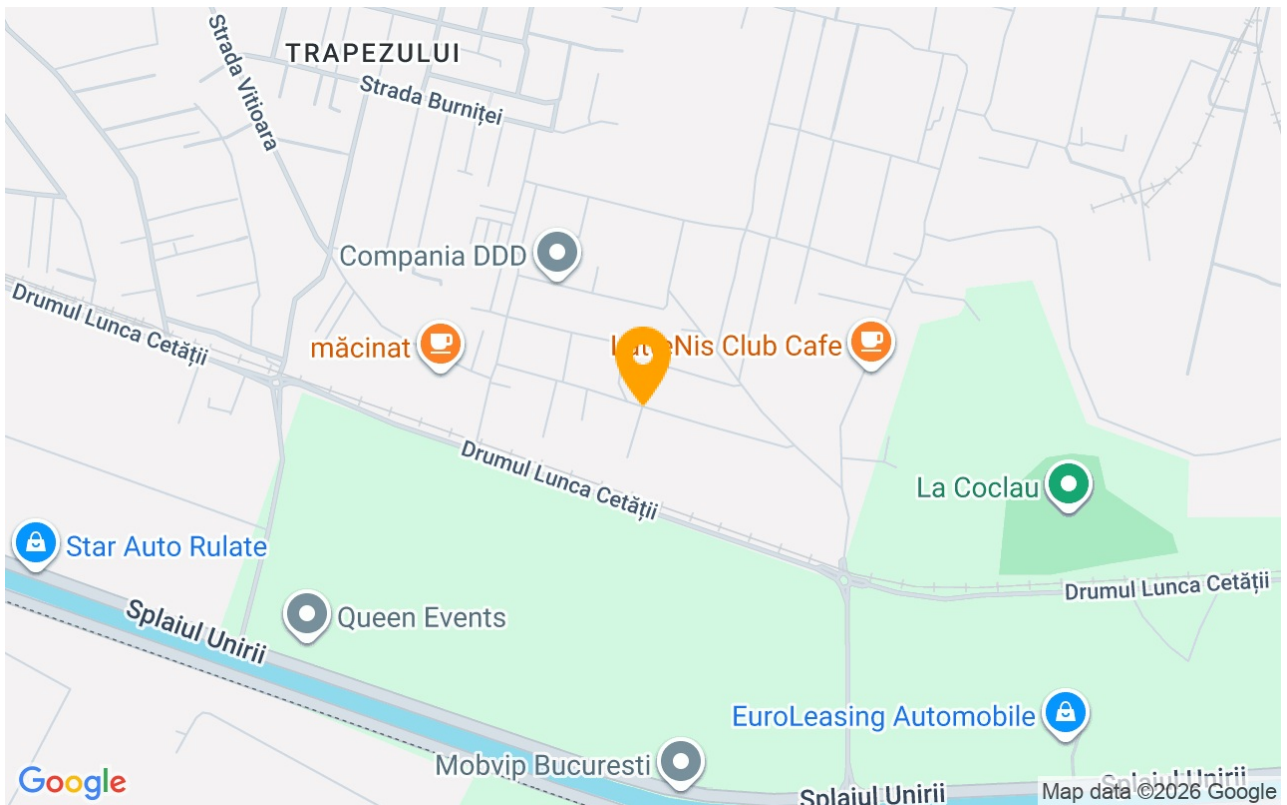 Strada Vitioara
TRAPEZULUI
Strada Burniței
Compania DDD
Drumul Lunca Cetății
măcinat
eNis Club Cafe
Drumul Lunca Cetății
La Coclau
Star Auto Rulate
Drumul Lunca Cetății
Splaiul Unirii
Queen Events
EuroLeasing Automobile
Mobvip Bucuresti
Google
Splaiul Unirii
Splaiul Unirii
Map data ©2026 Google